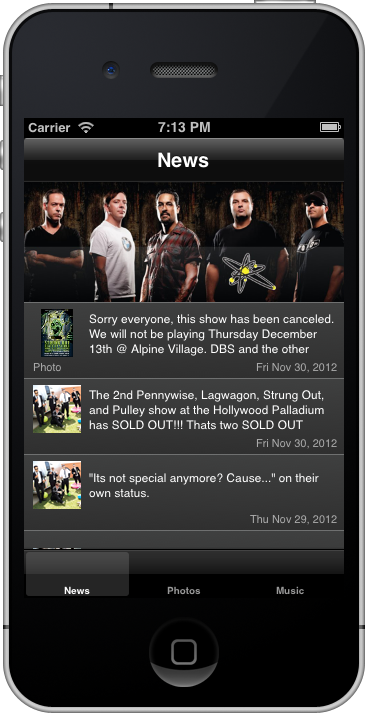 Carrier 7:13 PM
News
Sorry everyone, this show has been canceled.
We will not be playing Thursday December
13th @ Alpine Village. DBS and the other
Photo Fri Nov 30, 2012
The 2nd Pennywise, Lagwagon, Strung Out,
and Pulley show at the Hollywood Palladium
has SOLD OUT!!! Thats two SOLD OUT
Fri Nov 30, 2012
"Its not special anymore? Cause..." on their
own status.
Thu Nov 29, 2012
News Photos Music